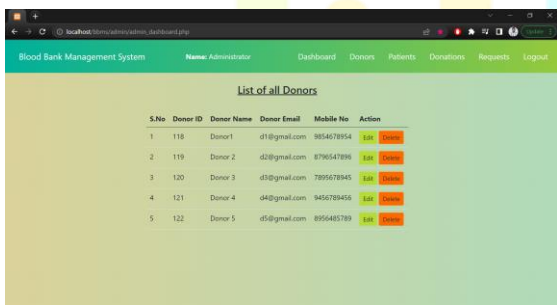 localhost/bbms/admin/admin_dashboard.php
Update
Blood Bank Management System Name: Administrator Dashboard Donors Patients Donations Requests Logout
List of all Donors
S.No Donor ID Donor Name Donor Email Mobile No Action
1 118 Donor1 d1@gmail.com 9854678954 Edit Delete
2 119 Donor 2 d2@gmail.com 8796547896 Edit Delete
3 120 Donor 3 d3@gmail.com 7895678945 Edit Delete
4 121 Donor 4 d4@gmail.com 9456789456 Edit Delete
5 122 Donor 5 d5@gmail.com 8956485789 Edit Delete